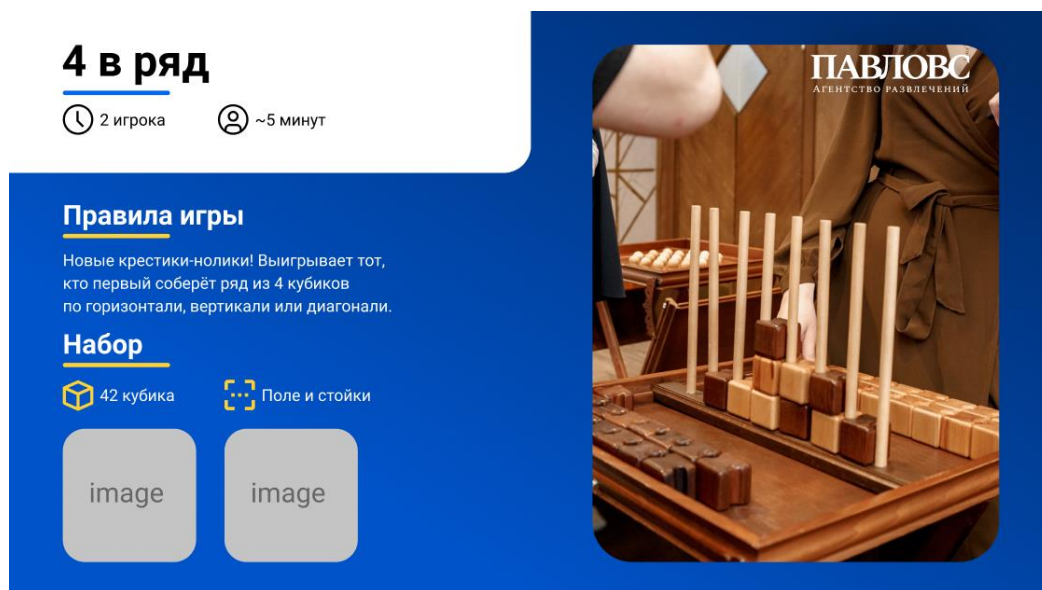 4 в ряд
2 игрока
~5 минут
Правила игры
Новые крестики-нолики! Выигрывает тот,
кто первый соберёт ряд из 4 кубиков
по горизонтали, вертикали или диагонали.
Набор
42 кубика
Поле и стойки
image
image
ПАВЛОВС
Агентство развлечений